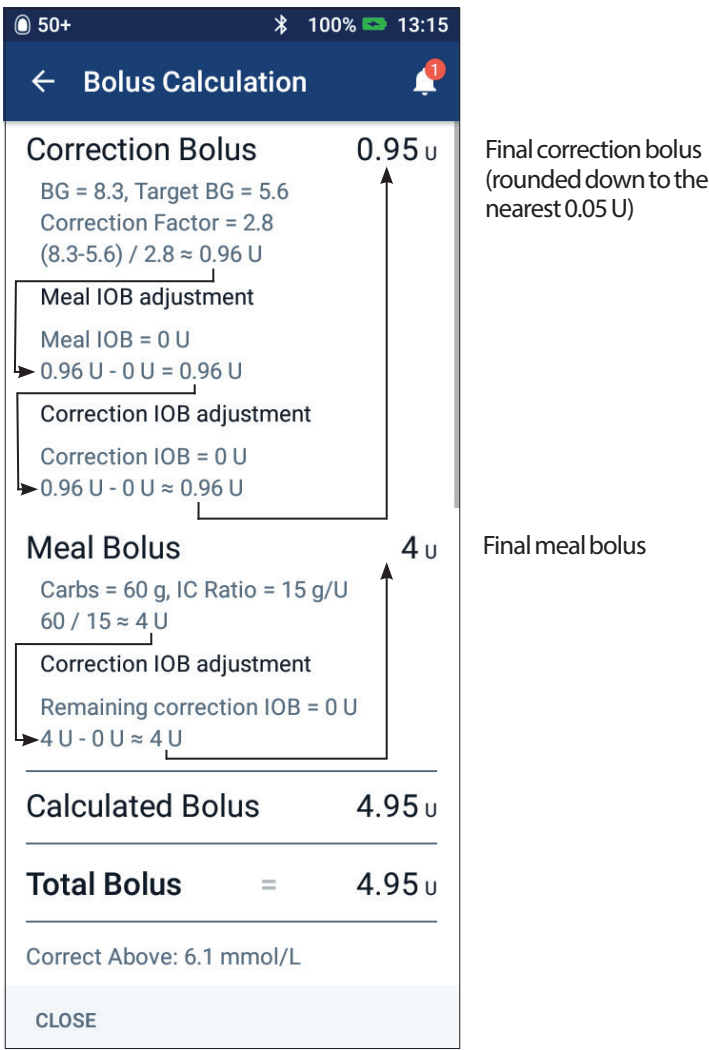 50+ 100% 13:15
Bolus Calculation 1
Correction Bolus 0.95 U
Final correction bolus
(rounded down to the
nearest 0.05 U)
BG = 8.3, Target BG = 5.6
Correction Factor = 2.8
(8.3-5.6) / 2.8 ≈ 0.96 U
Meal IOB adjustment
Meal IOB = 0 U
0.96 U - 0 U = 0.96 U
Correction IOB adjustment
Correction IOB = 0 U
0.96 U - 0 U ≈ 0.96 U
Meal Bolus 4 U
Final meal bolus
Carbs = 60 g, IC Ratio = 15 g/U
60 / 15 ≈ 4 U
Correction IOB adjustment
Remaining correction IOB = 0 U
4 U - 0 U ≈ 4 U
Calculated Bolus 4.95 U
Total Bolus = 4.95 U
Correct Above: 6.1 mmol/L
CLOSE